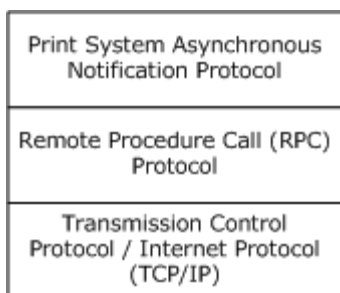 Print System Asynchronous
Notification Protocol
Remote Procedure Call (RPC)
Protocol
Transmission Control
Protocol / Internet Protocol
(TCP/IP)